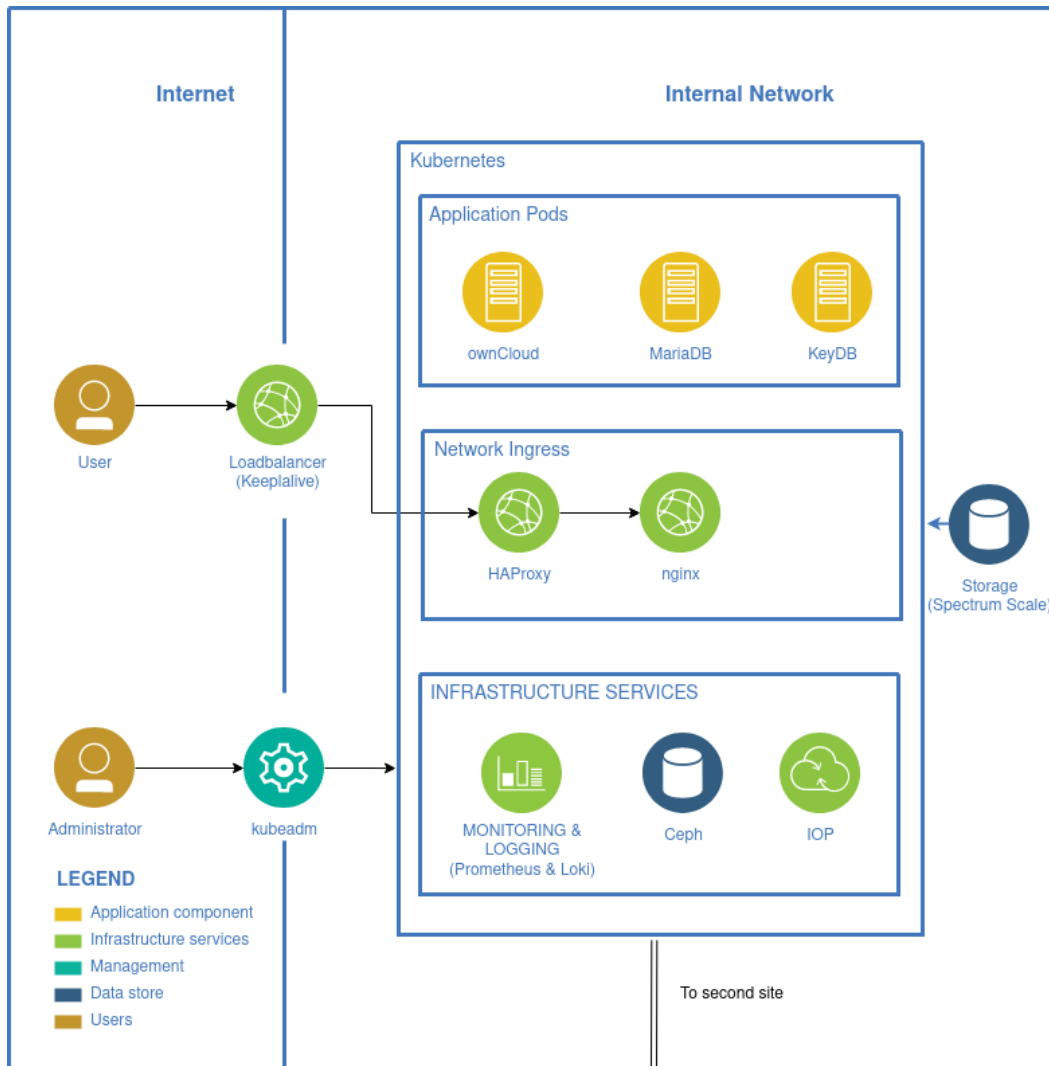 Internet
Internal Network
Kubernetes
Application Pods
ownCloud
MariaDB
KeyDB
User
Loadbalancer
(Keeplalive)
Network Ingress
HAProxy
nginx
Storage
(Spectrum Scale)
INFRASTRUCTURE SERVICES
MONITORING &
LOGGING
(Prometheus & Loki)
Ceph
IOP
Administrator
kubeadm
LEGEND
Application component
Infrastructure services
Management
Data store
Users
To second site